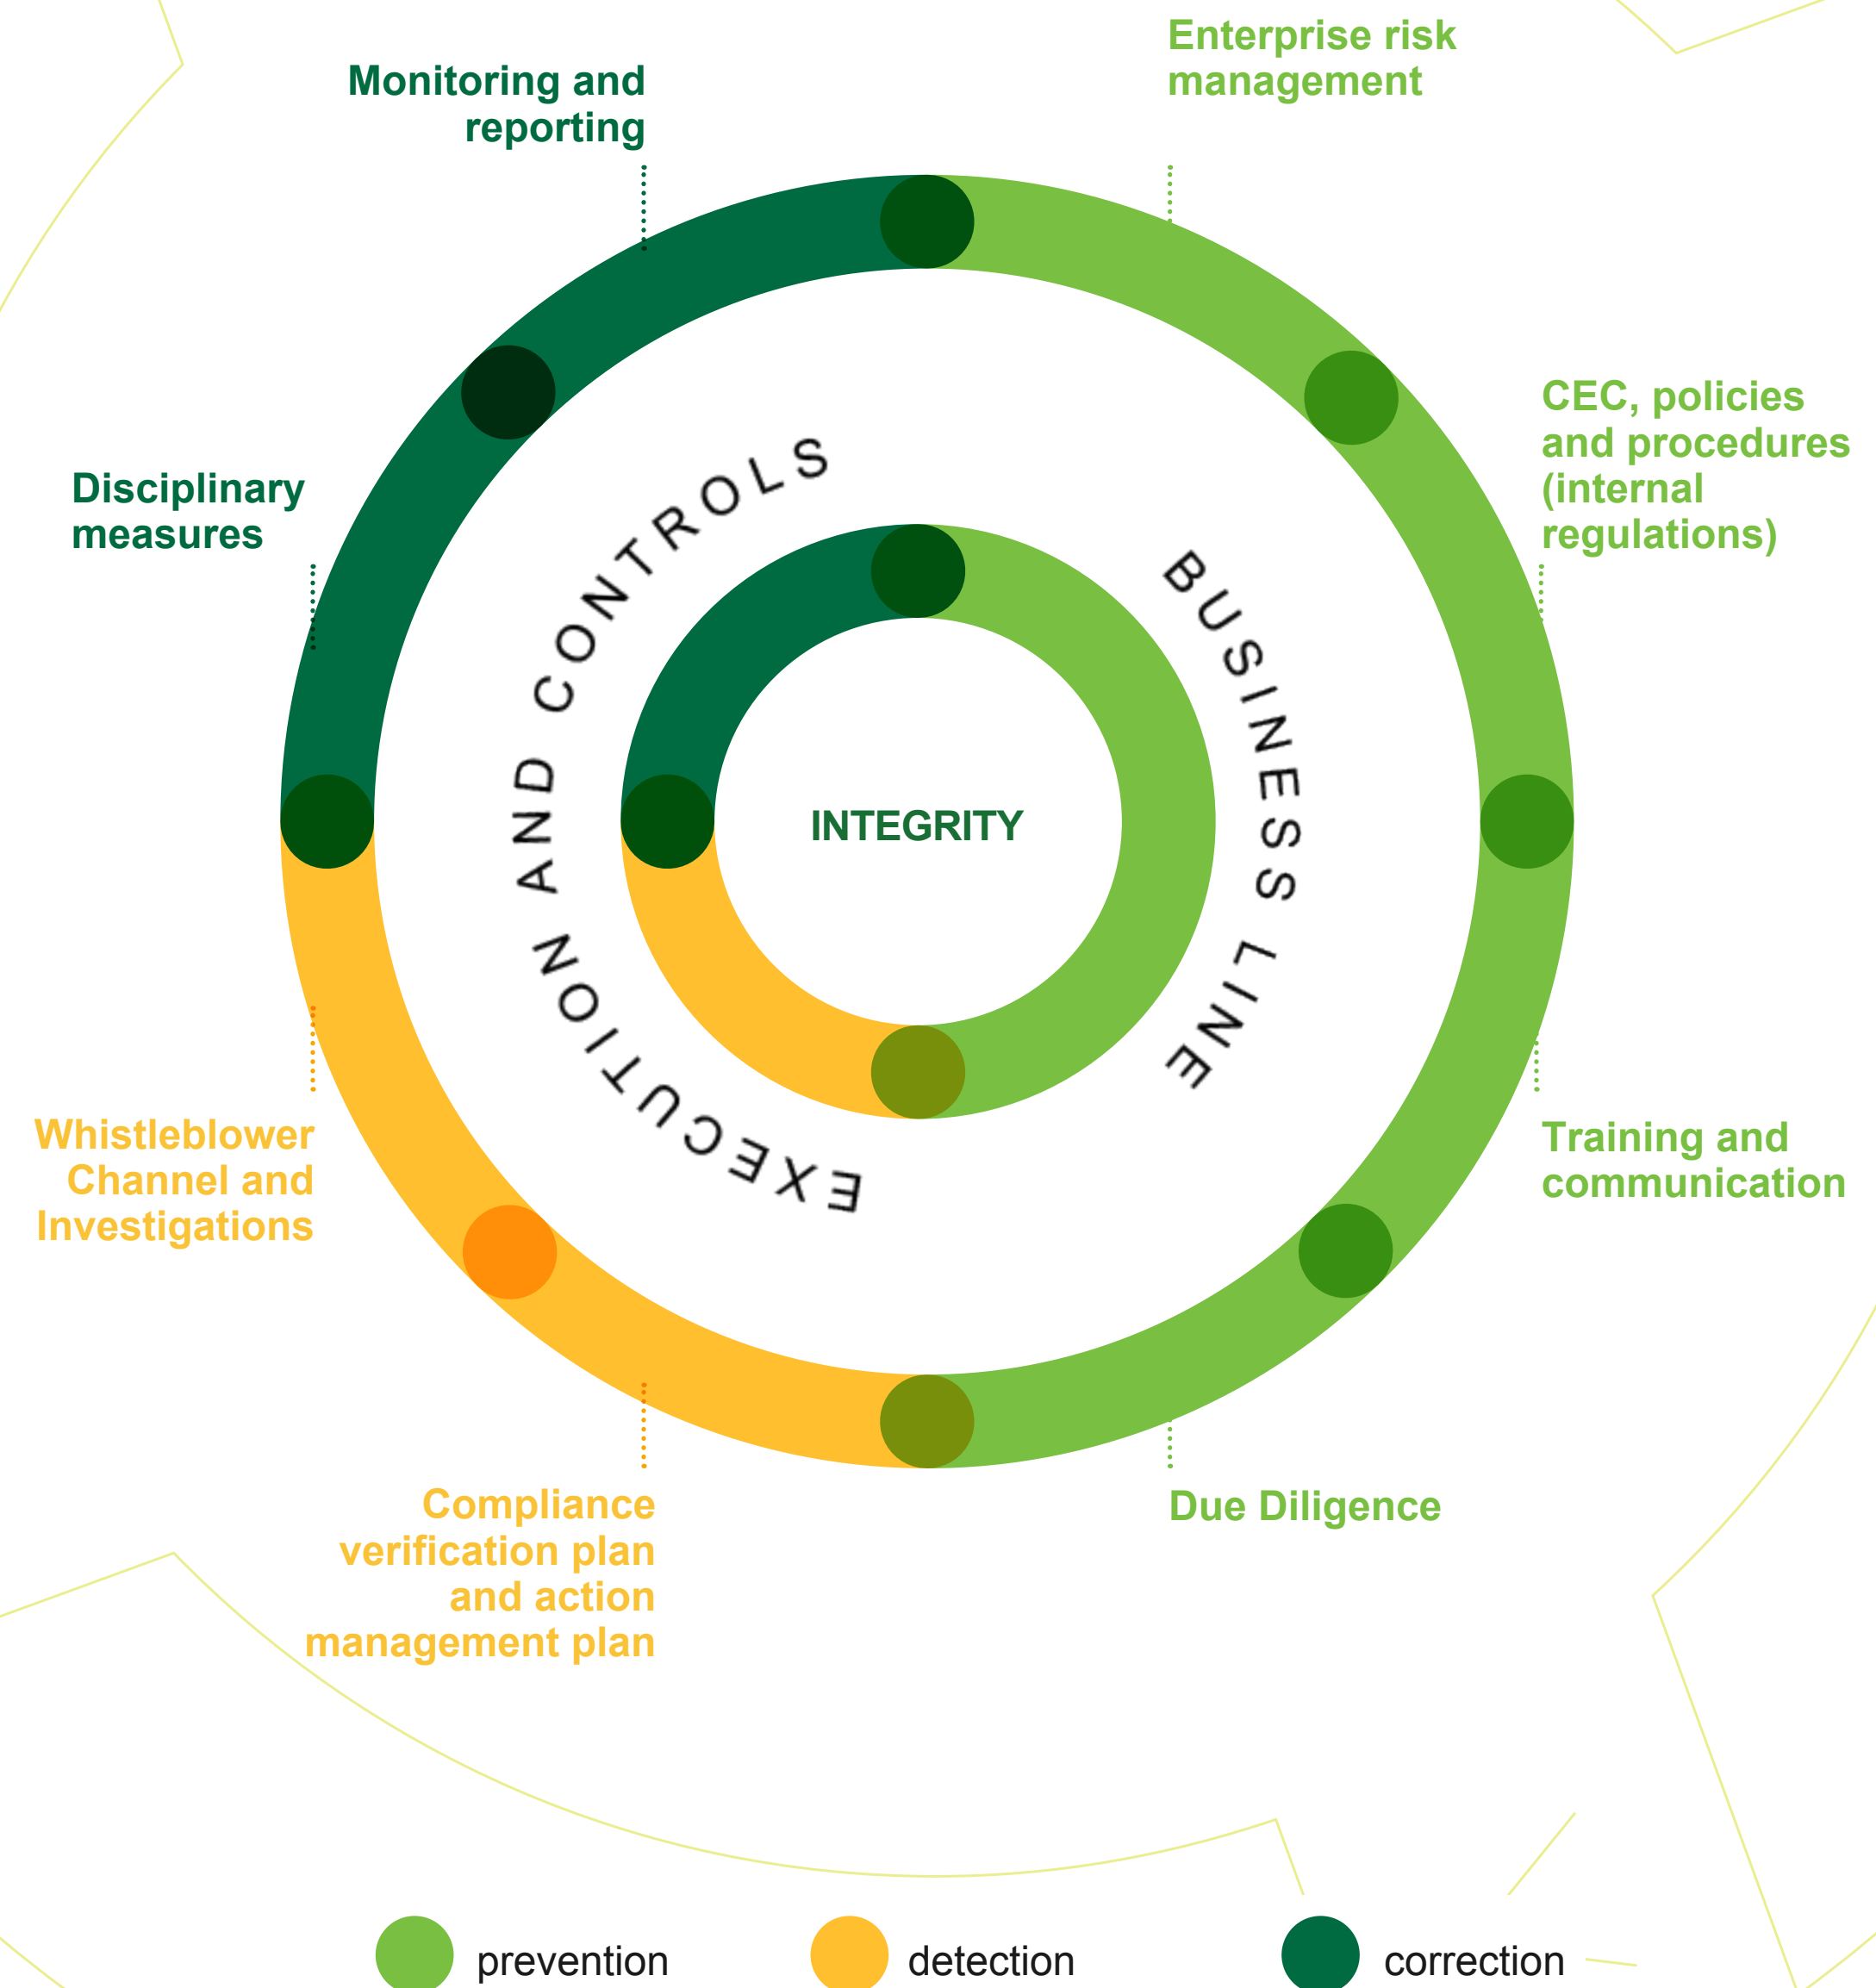 Enterprise risk
management
Monitoring and
reporting
CEC, policies
and procedures
(internal
regulations)
Disciplinary
measures
EXECUTION AND CONTROLS
BUSINESS LINE
INTEGRITY
Whistleblower
Channel and
Investigations
Training and
communication
Compliance
verification plan
and action
management plan
Due Diligence
prevention
detection
correction